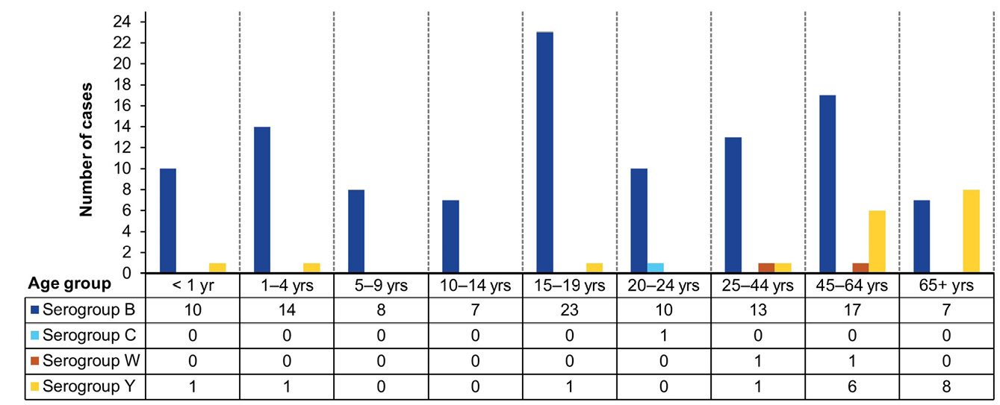 24
22
20
18
16
14
12
10
8
6
4
2
0
Number of cases
Age group < 1 yr 1–4 yrs 5–9 yrs 10–14 yrs 15–19 yrs 20–24 yrs 25–44 yrs 45–64 yrs 65+ yrs
Serogroup B 10 14 8 7 23 10 13 17 7
Serogroup C 0 0 0 0 0 1 0 0 0
Serogroup W 0 0 0 0 0 0 1 1 0
Serogroup Y 1 1 0 0 1 0 1 6 8